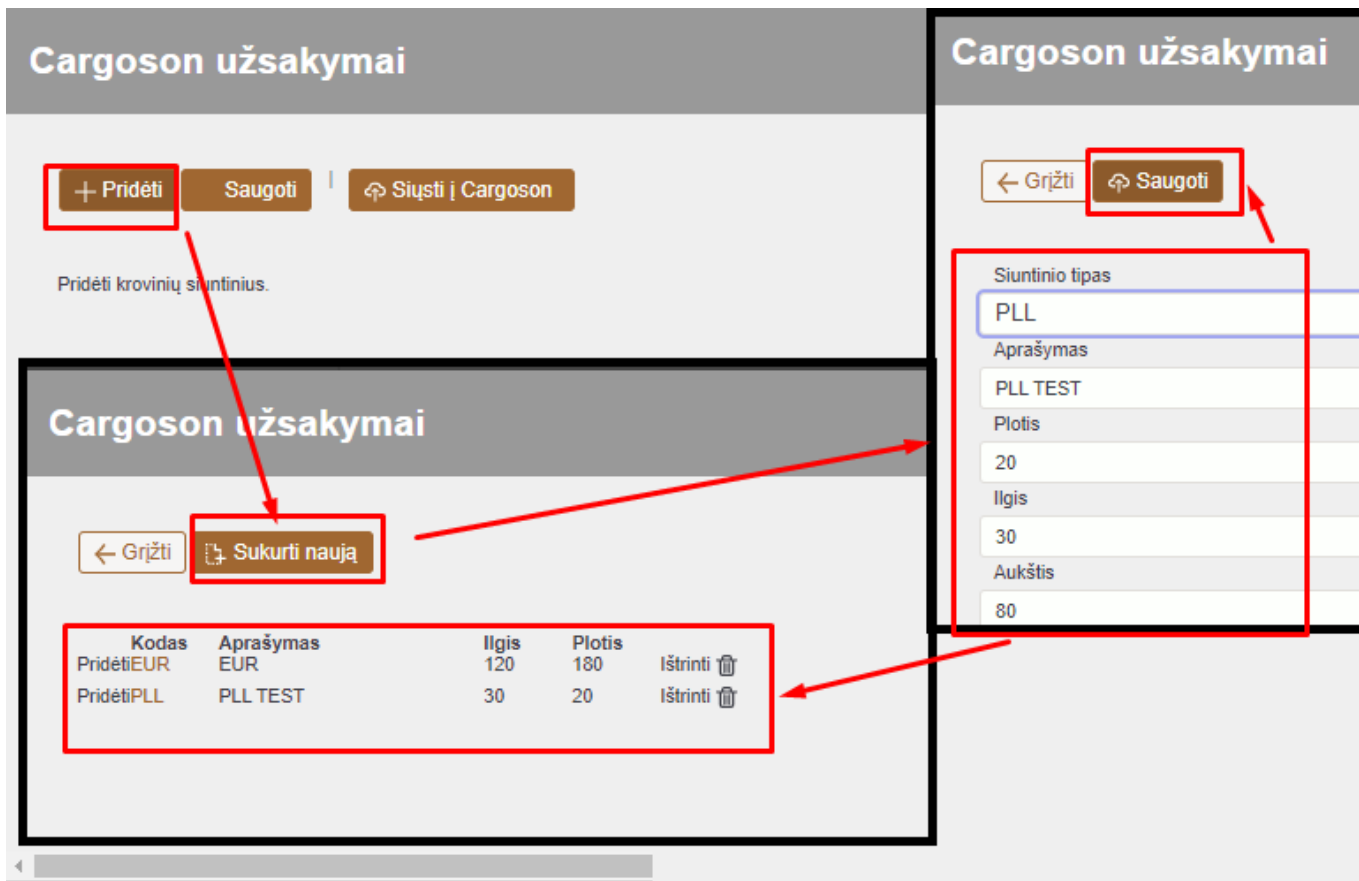 Cargoson užsakymai
+ Pridėti Saugoti | Siųsti į Cargoson
Pridėti krovinių siuntinius.
Cargoson užsakymai
← Grįžti Sukurti naują
Kodas Aprašymas Ilgis Plotis
PridėtiEUR EUR 120 180 Ištrinti
PridėtiPLL PLL TEST 30 20 Ištrinti
Cargoson užsakymai
← Grįžti Saugoti
Siuntinio tipas
PLL
Aprašymas
PLL TEST
Plotis
20
Ilgis
30
Aukštis
80